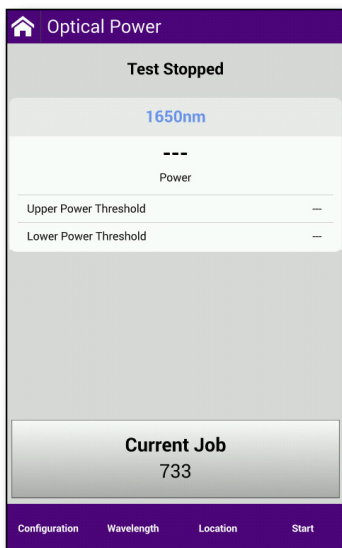 Optical Power
Test Stopped
1650nm
---
Power
Upper Power Threshold ---
Lower Power Threshold ---
Current Job
733
Configuration Wavelength Location Start